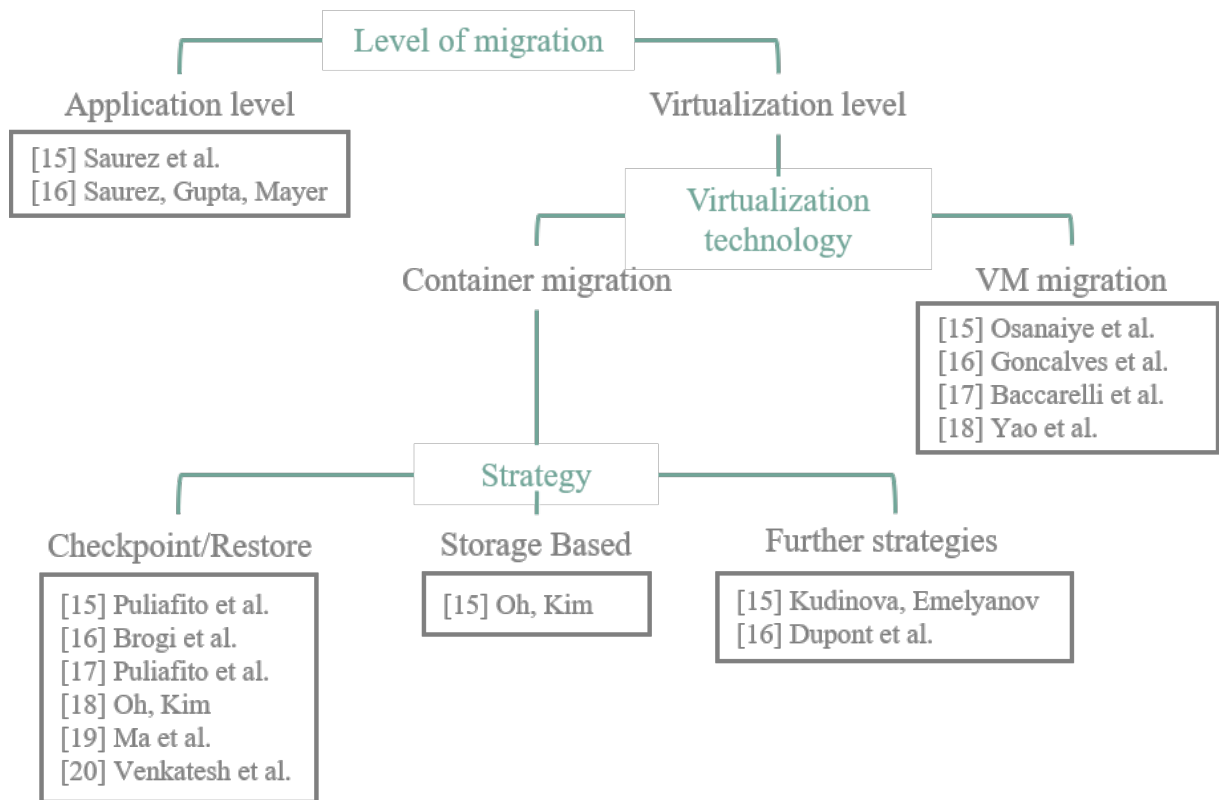 Level of migration
Application level
Virtualization level
[15] Saurez et al.
[16] Saurez, Gupta, Mayer
Virtualization
technology
Container migration
VM migration
[15] Osanaiye et al.
[16] Goncalves et al.
[17] Baccarelli et al.
[18] Yao et al.
Strategy
Checkpoint/Restore
Storage Based
Further strategies
[15] Puliafito et al.
[16] Brogi et al.
[17] Puliafito et al.
[18] Oh, Kim
[19] Ma et al.
[20] Venkatesh et al.
[15] Oh, Kim
[15] Kudinova, Emelyanov
[16] Dupont et al.